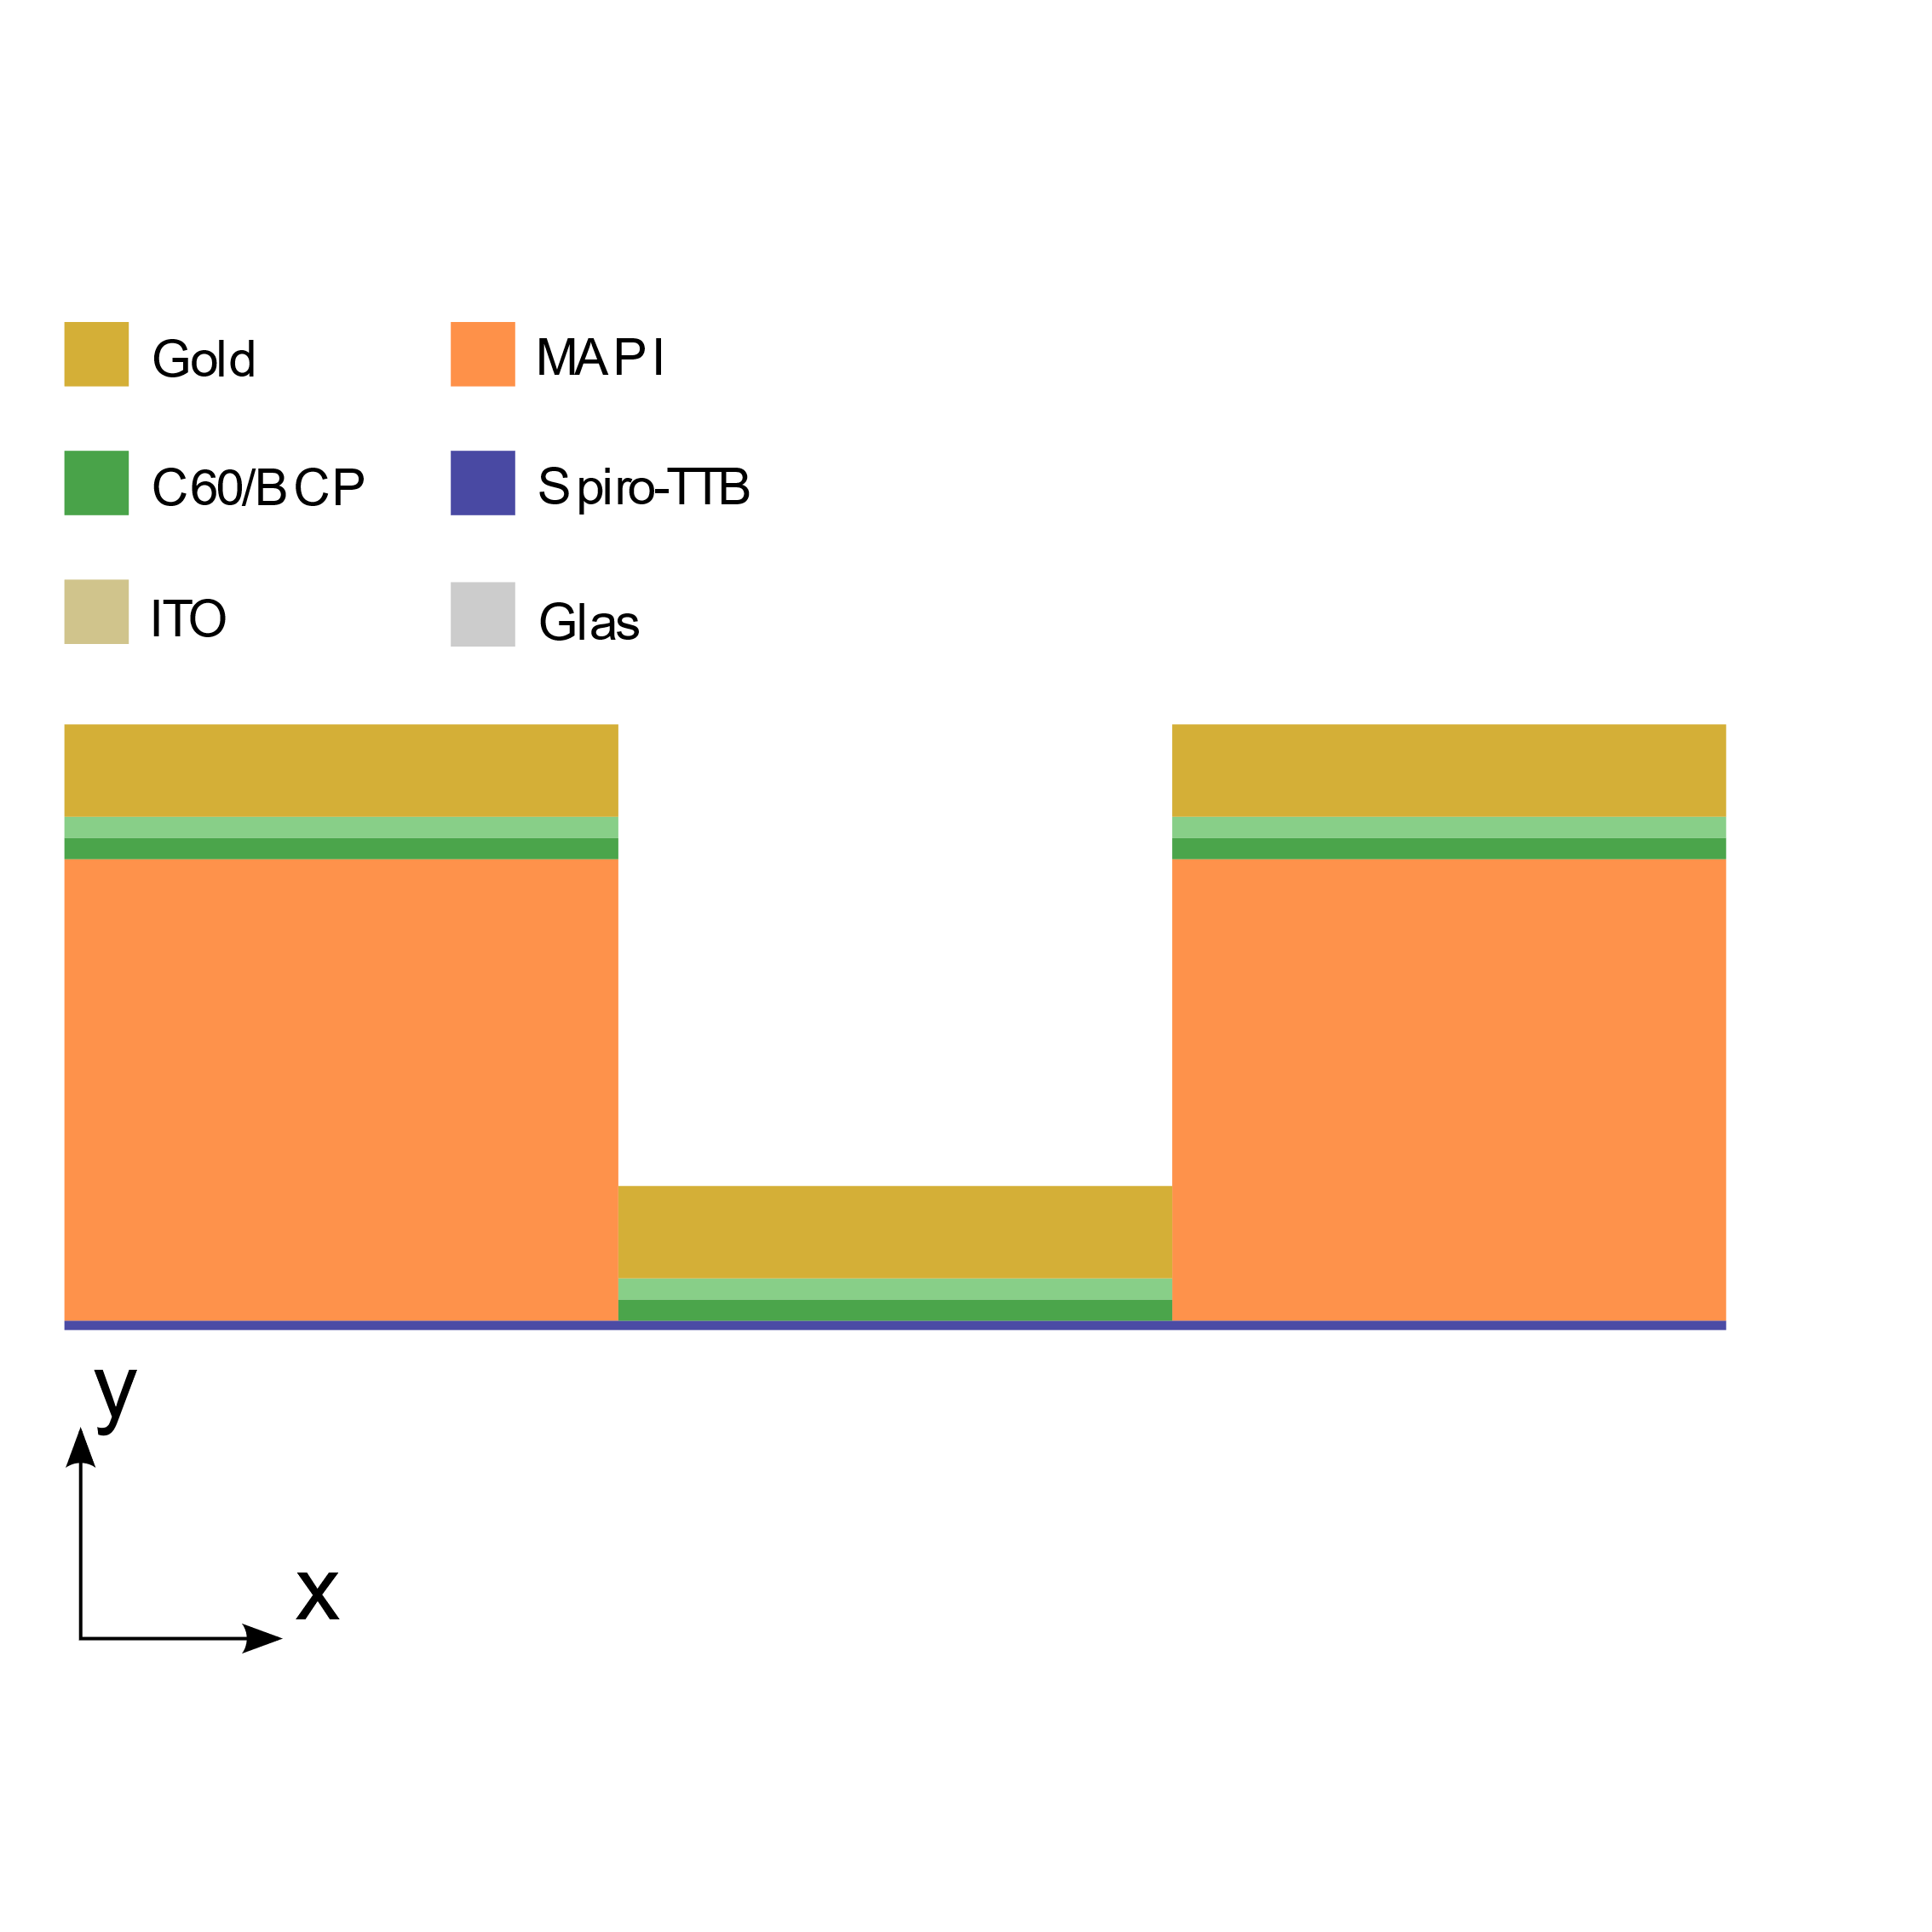 Gold
MAPI
C60/BCP
Spiro-TTB
ITO
Glas
y
x